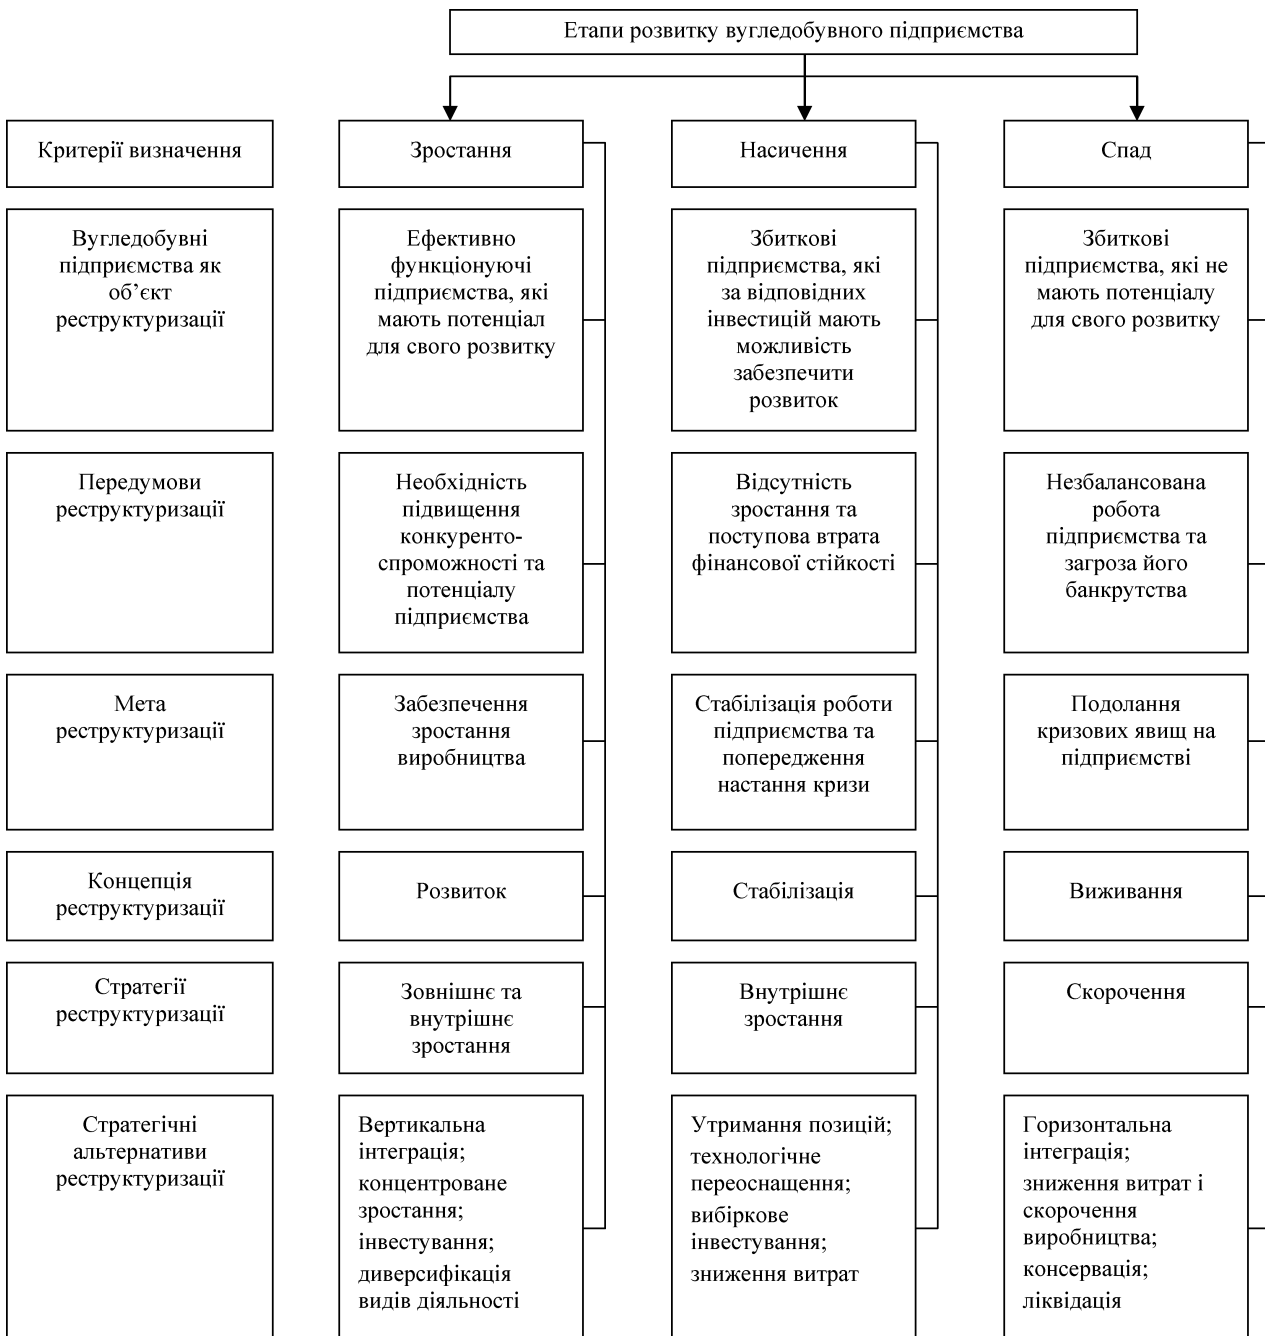 Етапи розвитку вугледобувного підприємства
Критерії визначення
Зростання
Насичення
Спад
Вугледобувні
підприємства як
об’єкт
реструктуризації
Ефективно
функціонуючі
підприємства, які
мають потенціал
для свого розвитку
Збиткові
підприємства, які
за відповідних
інвестицій мають
можливість
забезпечити
розвиток
Збиткові
підприємства, які не
мають потенціалу
для свого розвитку
Передумови
реструктуризації
Необхідність
підвищення
конкуренто-
спроможності та
потенціалу
підприємства
Відсутність
зростання та
поступова втрата
фінансової стійкості
Незбалансована
робота
підприємства та
загроза його
банкрутства
Мета
реструктуризації
Забезпечення
зростання
виробництва
Стабілізація роботи
підприємства та
попередження
настання кризи
Подолання
кризових явищ на
підприємстві
Концепція
реструктуризації
Розвиток
Стабілізація
Виживання
Стратегії
реструктуризації
Зовнішнє та
внутрішнє
зростання
Внутрішнє
зростання
Скорочення
Стратегічні
альтернативи
реструктуризації
Вертикальна
інтеграція;
концентроване
зростання;
інвестування;
диверсифікація
видів діяльності
Утримання позицій;
технологічне
переоснащення;
вибіркове
інвестування;
зниження витрат
Горизонтальна
інтеграція;
зниження витрат і
скорочення
виробництва;
консервація;
ліквідація